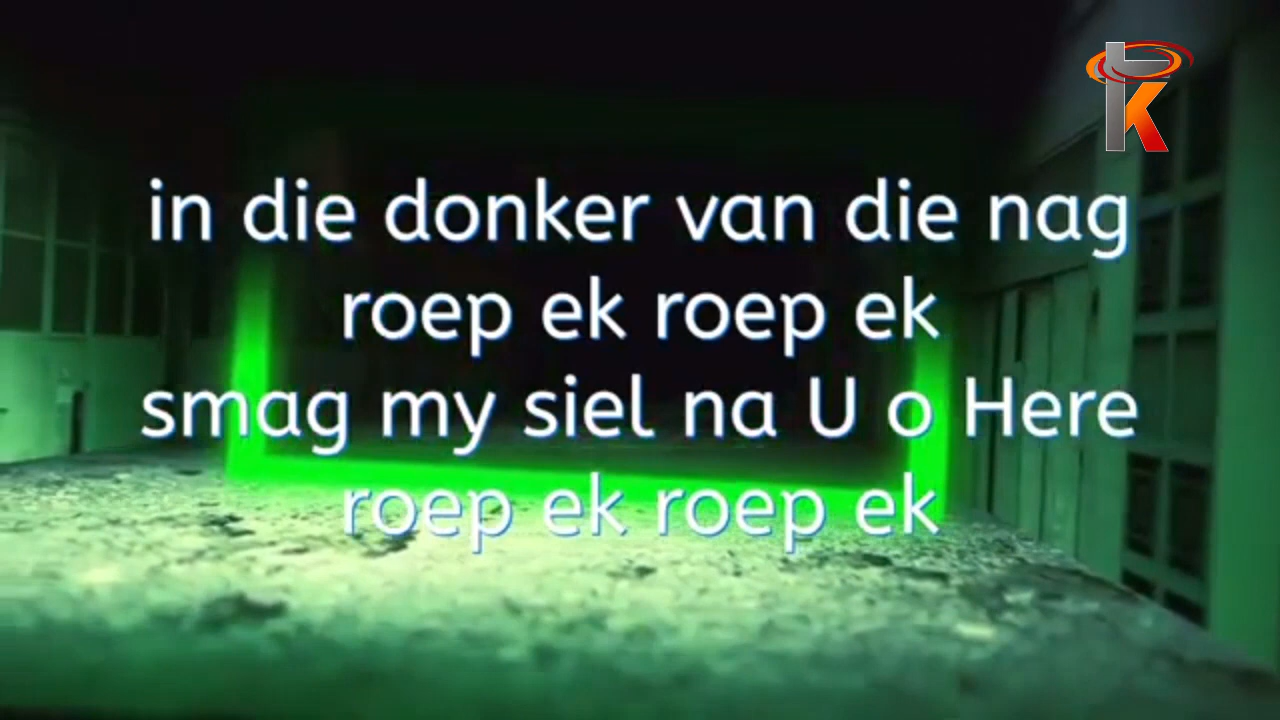 in die donker van die nag
roep ek roep ek
smag my siel na U o Here
roep ek roep ek